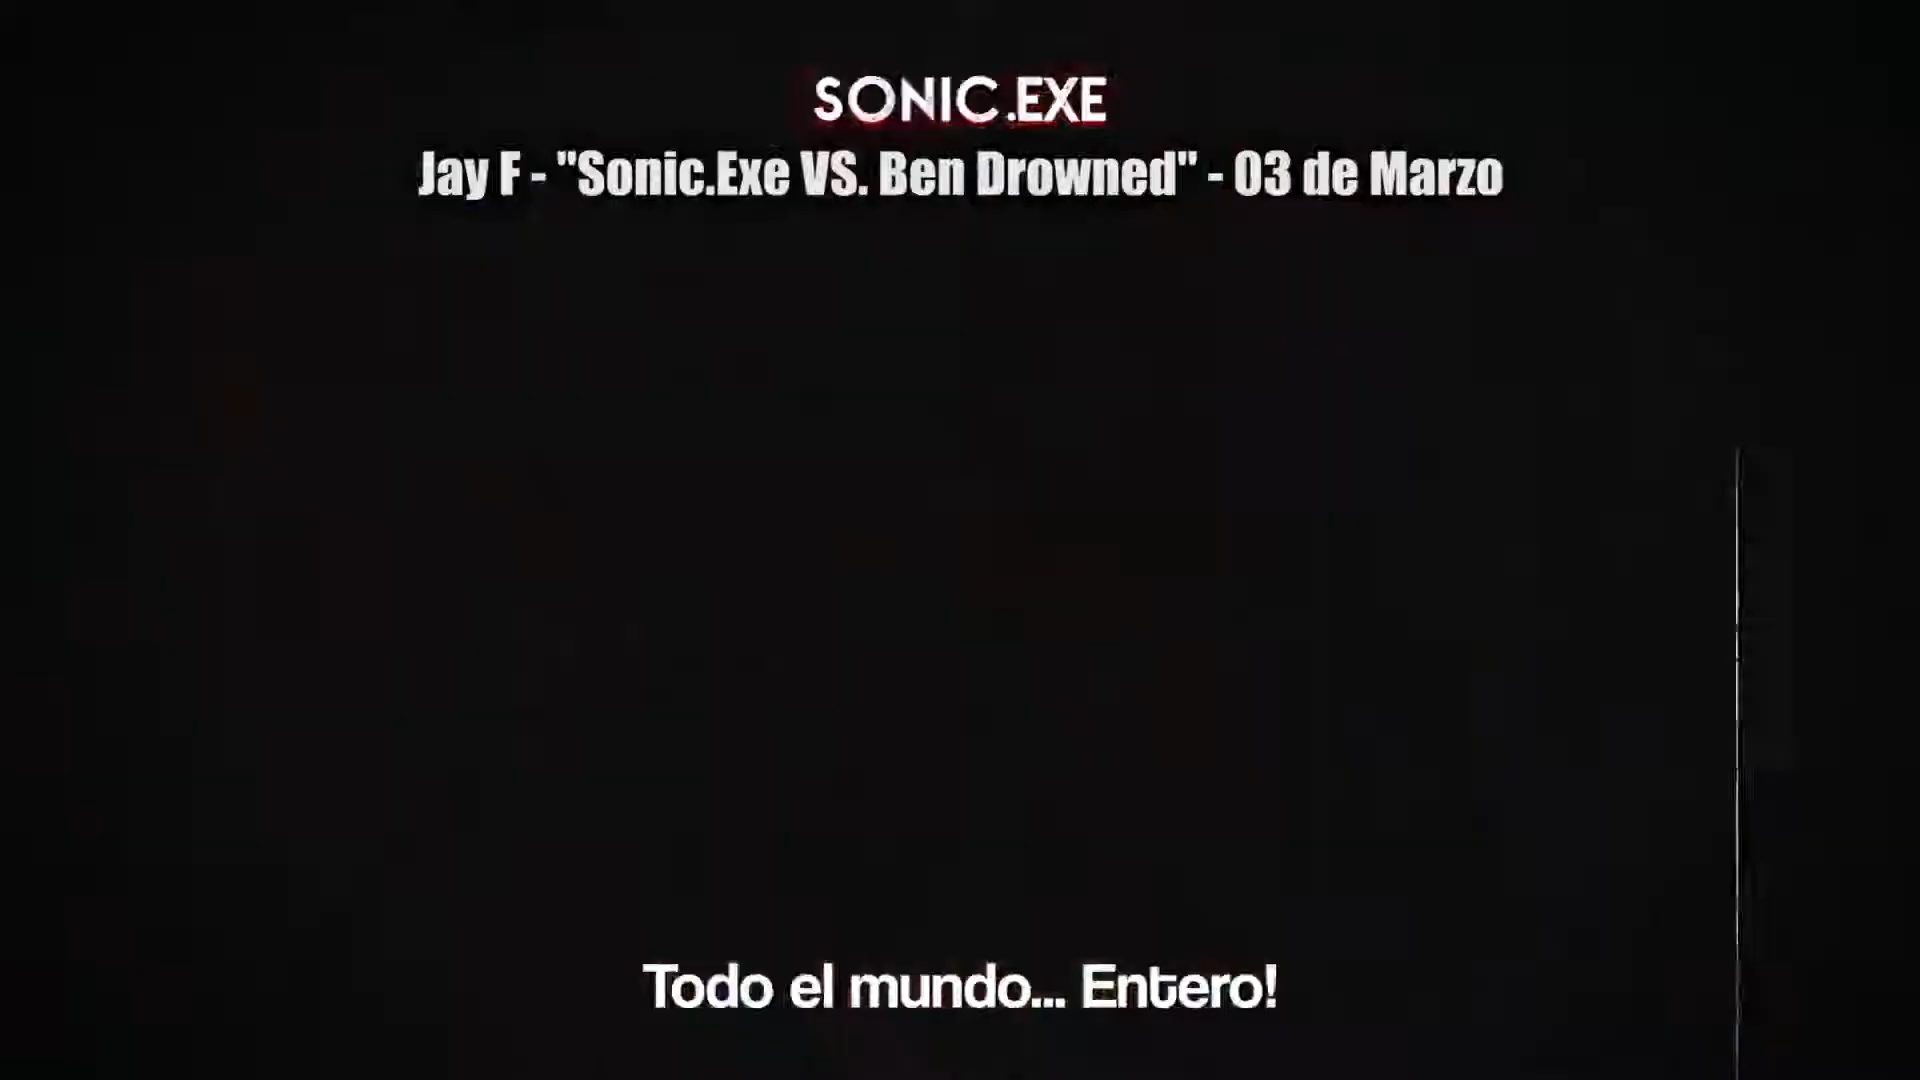 SONIC.EXE
Jay F - "Sonic.Exe VS. Ben Drowned" - 03 de Marzo
Todo el mundo... Entero!